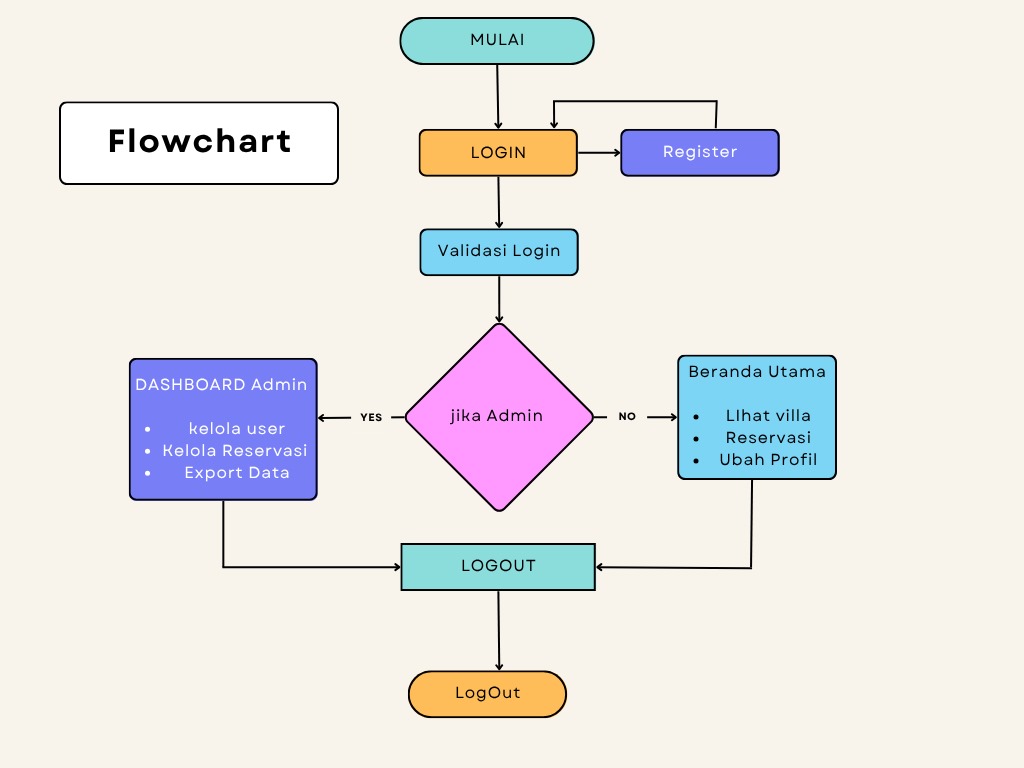 MULAI
Flowchart
LOGIN
Register
Validasi Login
jika Admin
YES
NO
DASHBOARD Admin
• kelola user
• Kelola Reservasi
• Export Data
Beranda Utama
• LIhat villa
• Reservasi
• Ubah Profil
LOGOUT
LogOut